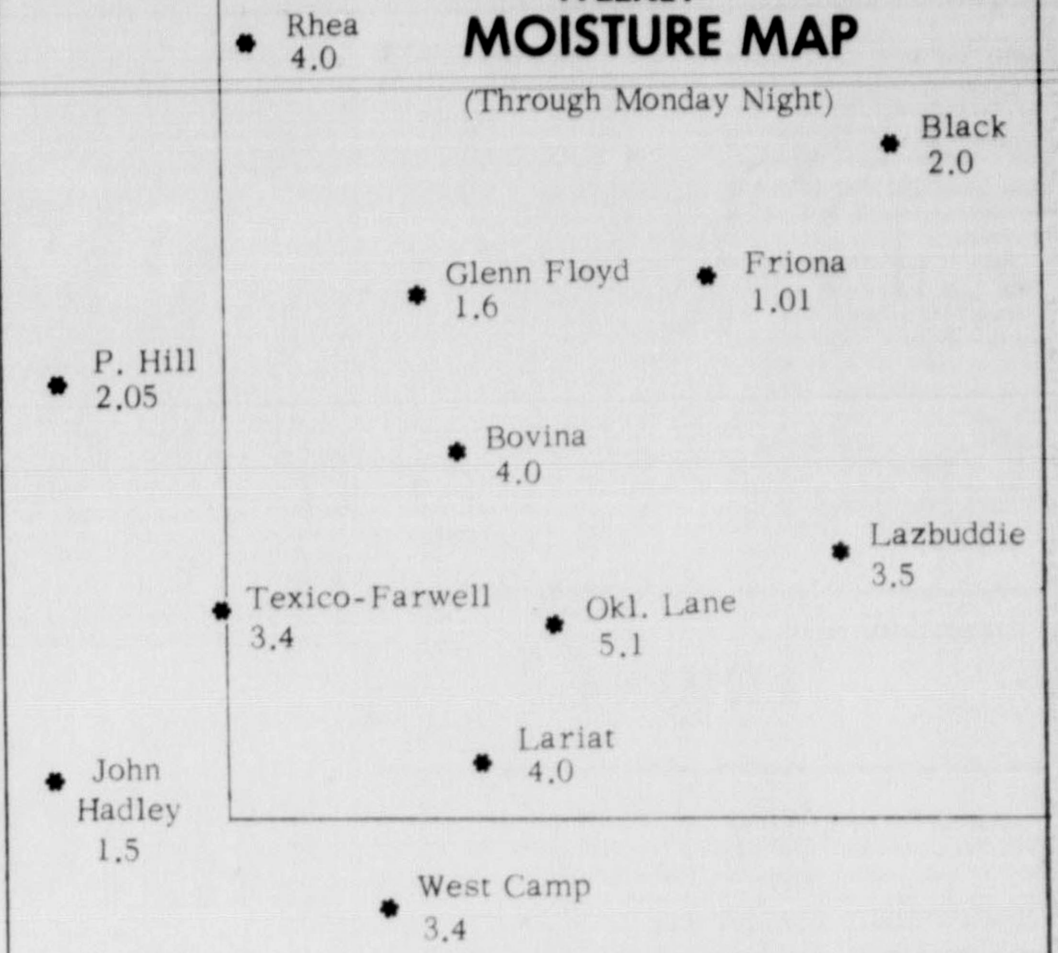 MOISTURE MAP
(Through Monday Night)
Rhea
4.0
Black
2.0
Glenn Floyd
1.6
Friona
1.01
P. Hill
2.05
Bovina
4.0
Lazbuddie
3.5
Texico-Farwell
3.4
Okl. Lane
5.1
Lariat
4.0
John
Hadley
1.5
West Camp
3.4